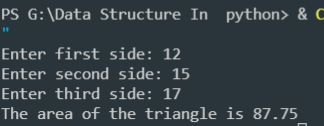 PS G:\Data Structure In  python> & C
"
Enter first side: 12
Enter second side: 15
Enter third side: 17
The area of the triangle is 87.75